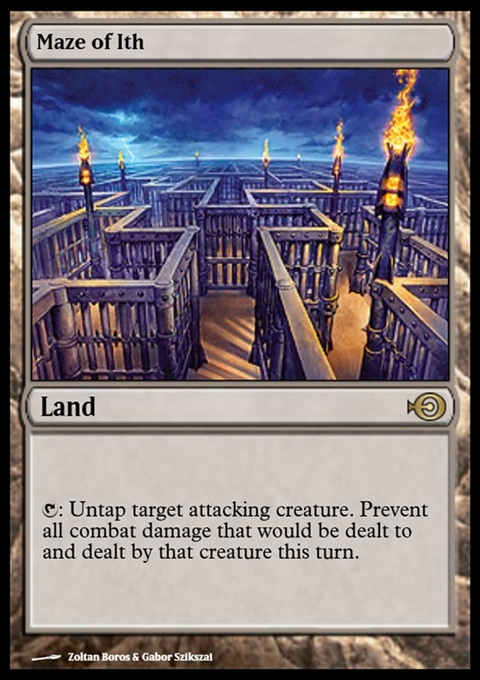 Maze of Ith
Land
: Untap target attacking creature. Prevent
all combat damage that would be dealt to
and dealt by that creature this turn.
Zoltan Boros & Gabor Szikszai